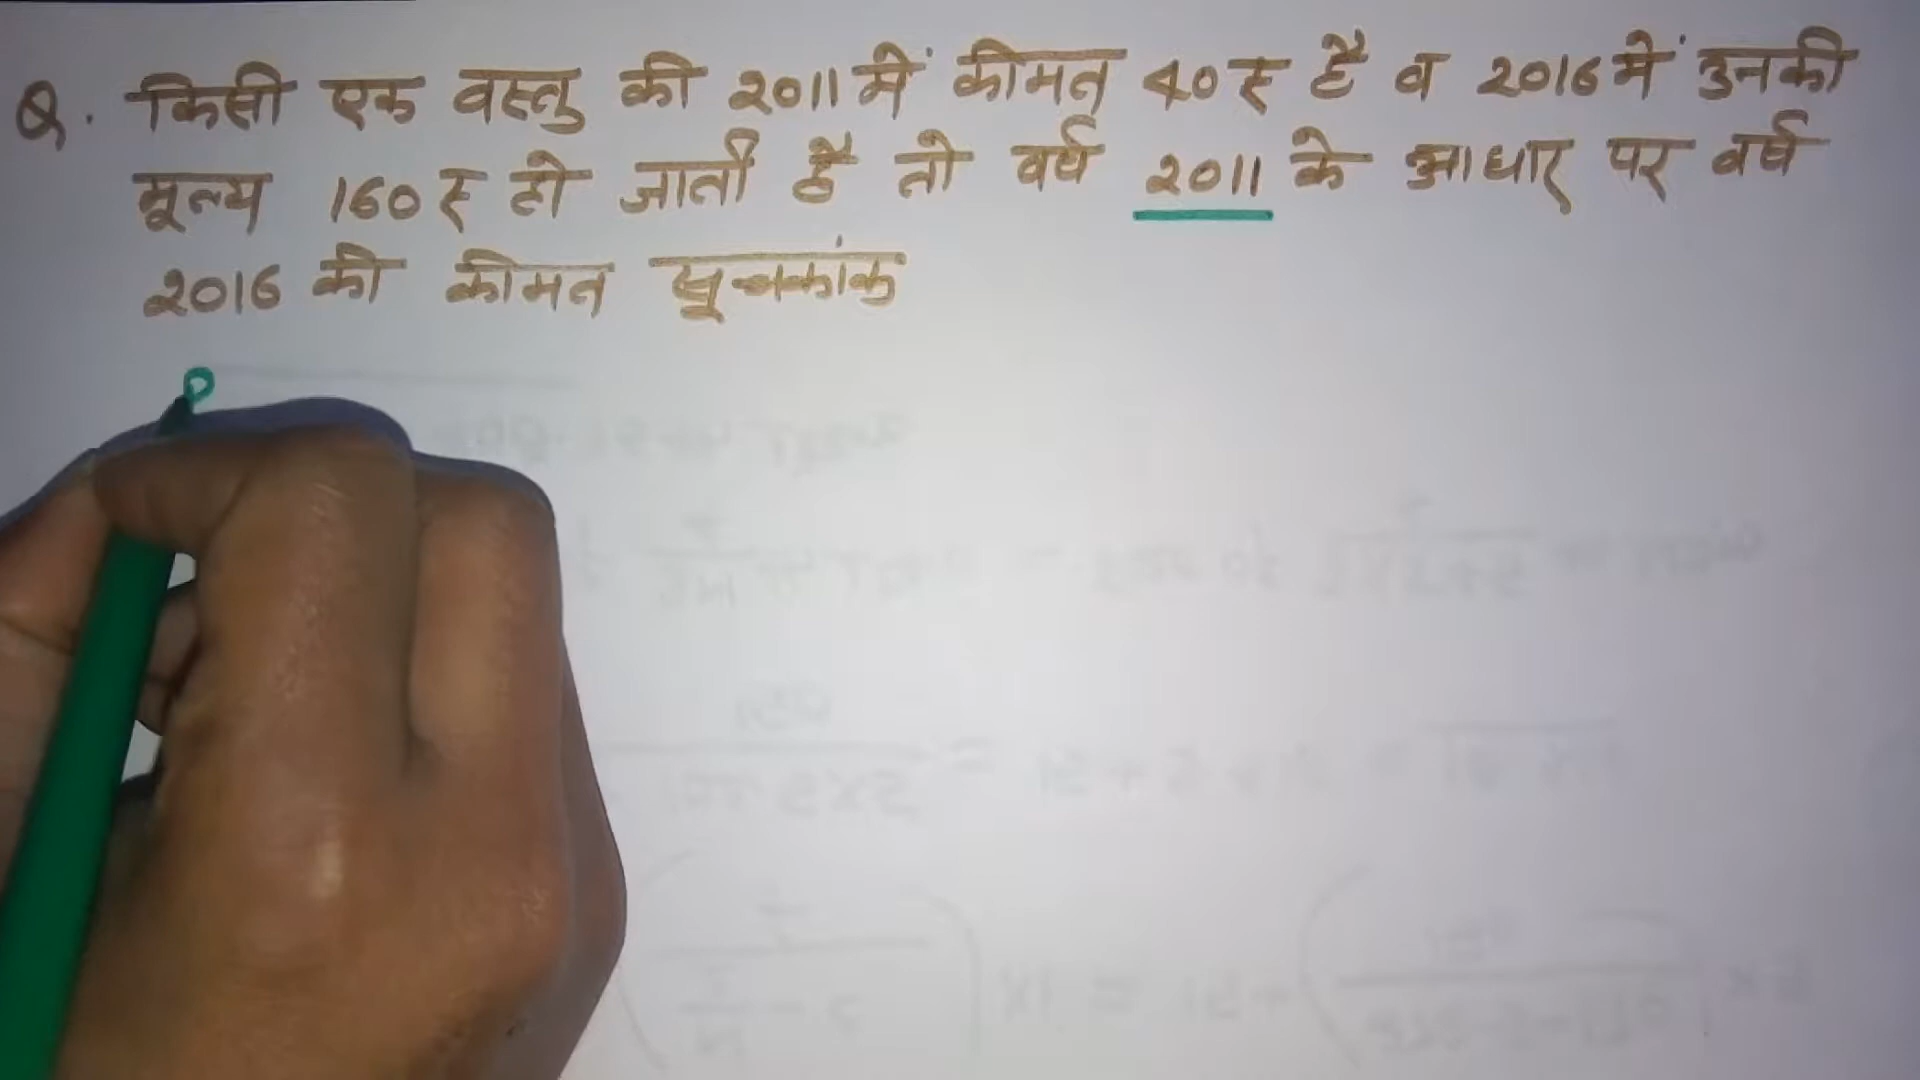 Q. किसी एक वस्तु की 2011 में कीमत 40 रु है व 2016 में उनकी
मूल्य 160 रु हो जाती है तो वर्ष 2011 के आधार पर वर्ष
2016 की कीमत सूचकांक